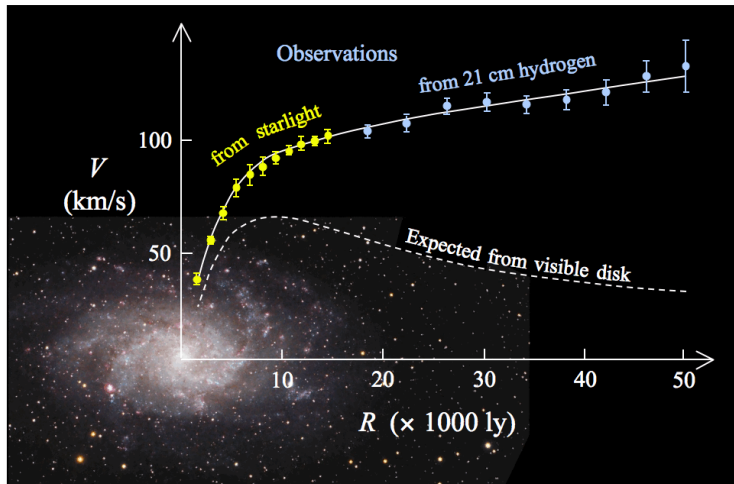 Observations
from 21 cm hydrogen
from starlight
100
V
(km/s)
50
Expected from visible disk
10
20
30
40
50
R (× 1000 ly)